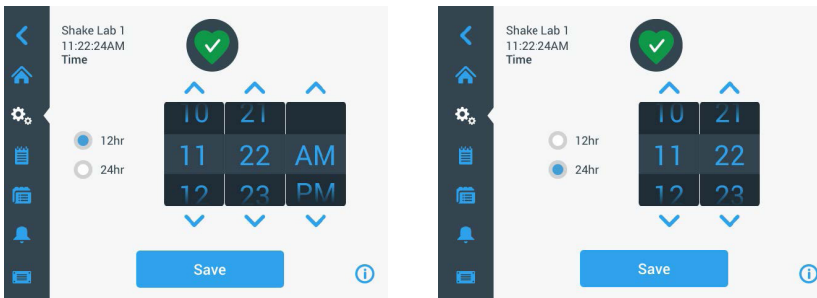 Shake Lab 1
11:22:24AM
Time
10 21
12hr
11 22 AM
24hr
12 23 PM
Save
Shake Lab 1
11:22:24AM
Time
10 21
12hr
11 22
24hr
12 23
Save